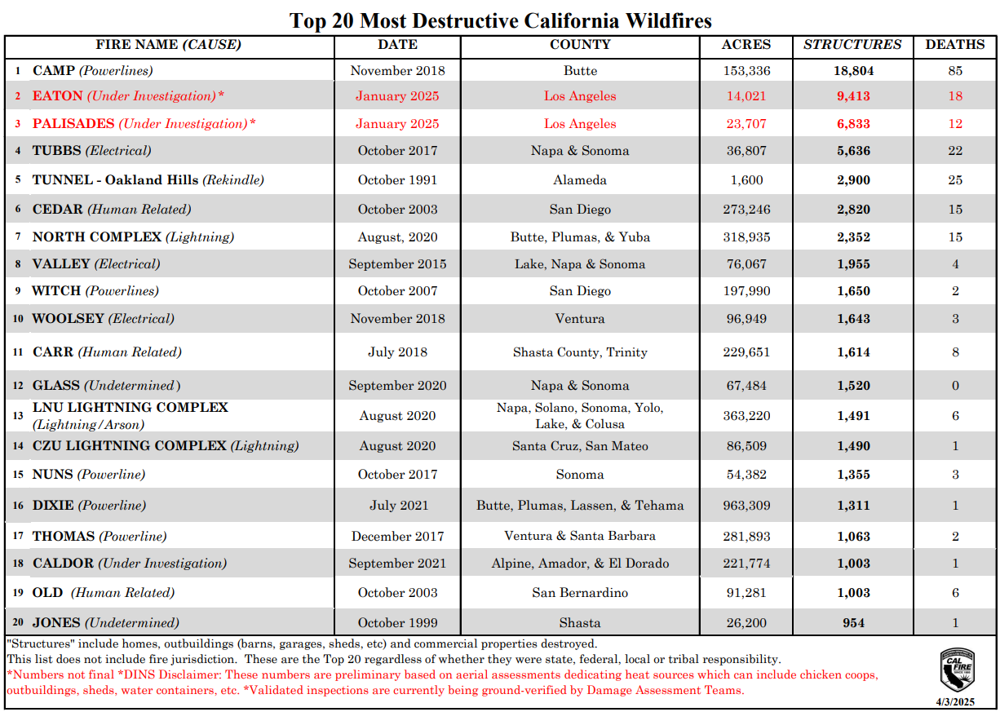 Top 20 Most Destructive California Wildfires
FIRE NAME (CAUSE) DATE COUNTY ACRES STRUCTURES DEATHS
1 CAMP (Powerlines) November 2018 Butte 153,336 18,804 85
2 EATON (Under Investigation)* January 2025 Los Angeles 14,021 9,413 18
3 PALISADES (Under Investigation)* January 2025 Los Angeles 23,707 6,833 12
4 TUBBS (Electrical) October 2017 Napa & Sonoma 36,807 5,636 22
5 TUNNEL - Oakland Hills (Rekindle) October 1991 Alameda 1,600 2,900 25
6 CEDAR (Human Related) October 2003 San Diego 273,246 2,820 15
7 NORTH COMPLEX (Lightning) August, 2020 Butte, Plumas, & Yuba 318,935 2,352 15
8 VALLEY (Electrical) September 2015 Lake, Napa & Sonoma 76,067 1,955 4
9 WITCH (Powerlines) October 2007 San Diego 197,990 1,650 2
10 WOOLSEY (Electrical) November 2018 Ventura 96,949 1,643 3
11 CARR (Human Related) July 2018 Shasta County, Trinity 229,651 1,614 8
12 GLASS (Undetermined) September 2020 Napa & Sonoma 67,484 1,520 0
13 LNU LIGHTNING COMPLEX
(Lightning/Arson) August 2020 Napa, Solano, Sonoma, Yolo,
Lake, & Colusa 363,220 1,491 6
14 CZU LIGHTNING COMPLEX (Lightning) August 2020 Santa Cruz, San Mateo 86,509 1,490 1
15 NUNS (Powerline) October 2017 Sonoma 54,382 1,355 3
16 DIXIE (Powerline) July 2021 Butte, Plumas, Lassen, & Tehama 963,309 1,311 1
17 THOMAS (Powerline) December 2017 Ventura & Santa Barbara 281,893 1,063 2
18 CALDOR (Under Investigation) September 2021 Alpine, Amador, & El Dorado 221,774 1,003 1
19 OLD (Human Related) October 2003 San Bernardino 91,281 1,003 6
20 JONES (Undetermined) October 1999 Shasta 26,200 954 1
"Structures" include homes, outbuildings (barns, garages, sheds, etc) and commercial properties destroyed.
This list does not include fire jurisdiction. These are the Top 20 regardless of whether they were state, federal, local or tribal responsibility.
*Numbers not final *DINS Disclaimer: These numbers are preliminary based on aerial assessments dedicating heat sources which can include chicken coops,
outbuildings, sheds, water containers, etc. *Validated inspections are currently being ground-verified by Damage Assessment Teams.
CAL
FIRE
4/3/2025